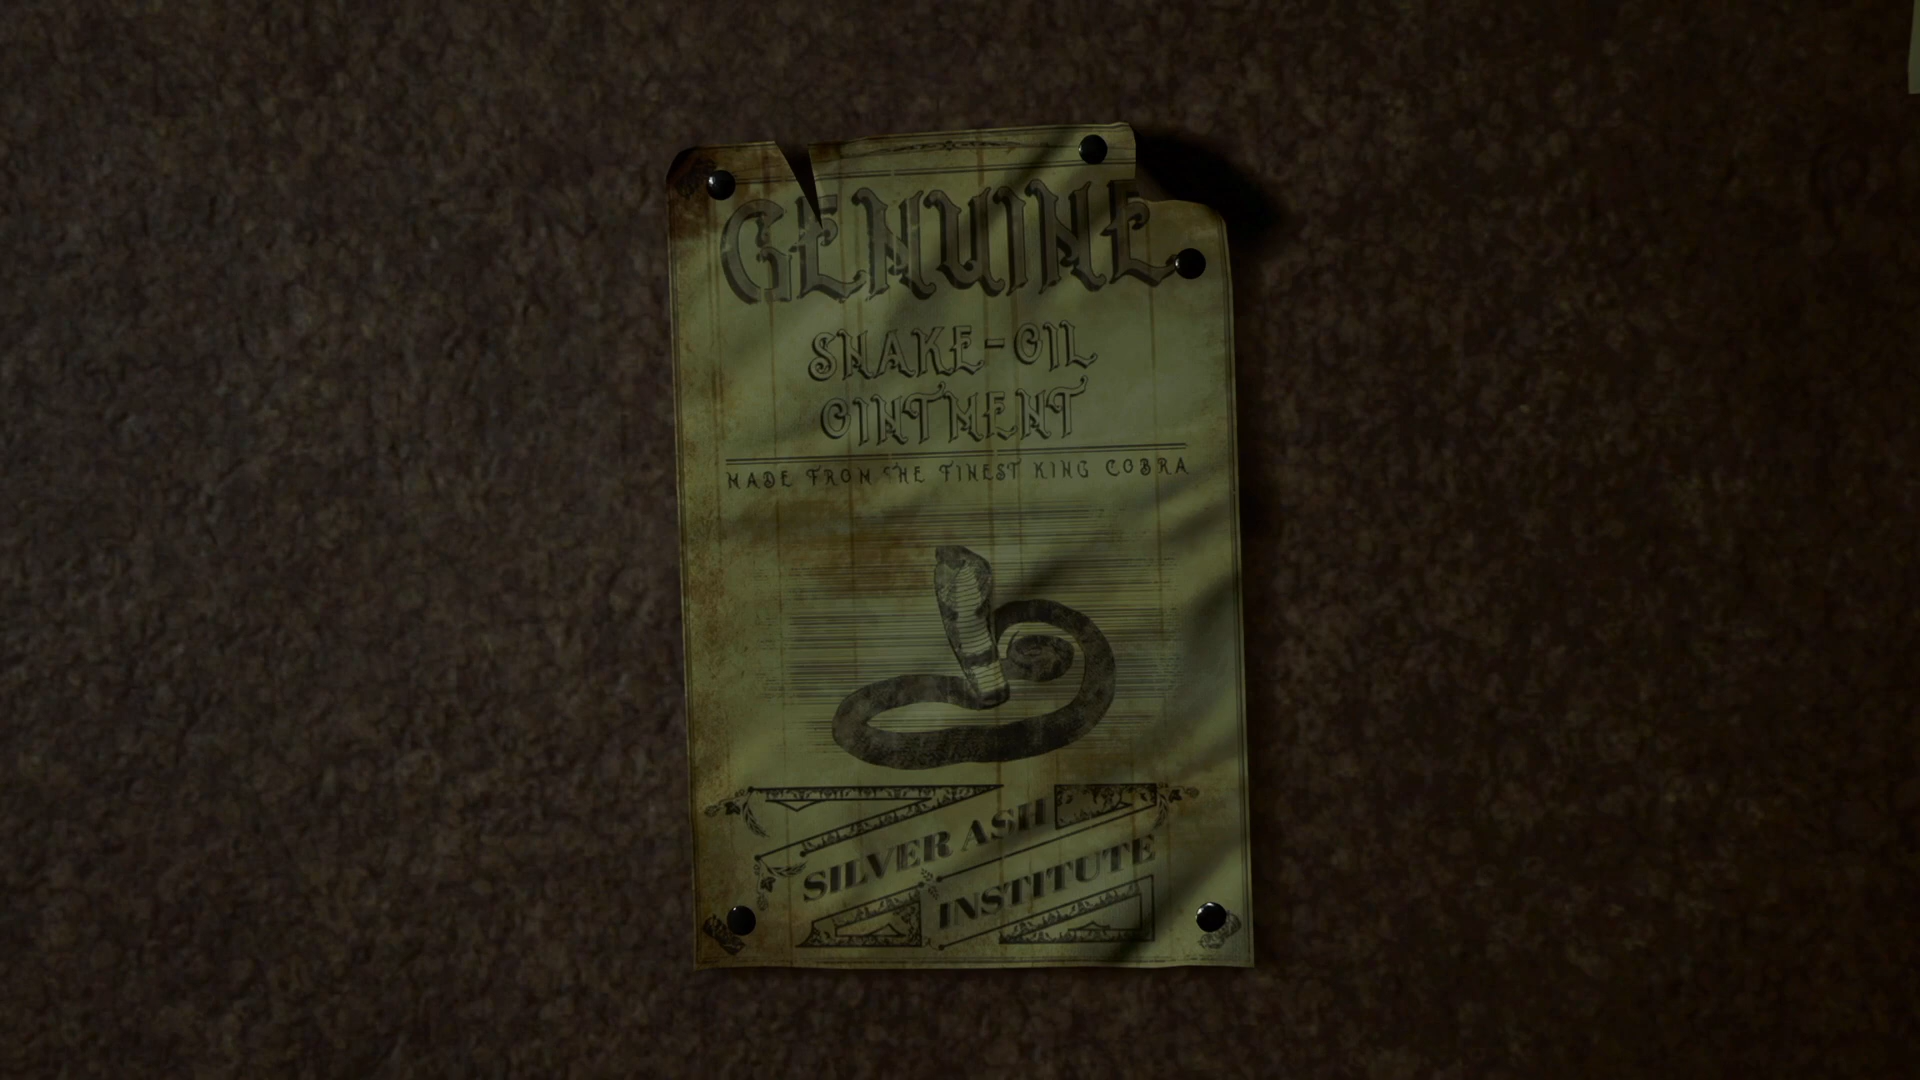 GENUINE
SNAKE-OIL
OINTMENT
MADE FROM THE FINEST KING COBRA
SILVER ASH
INSTITUTE